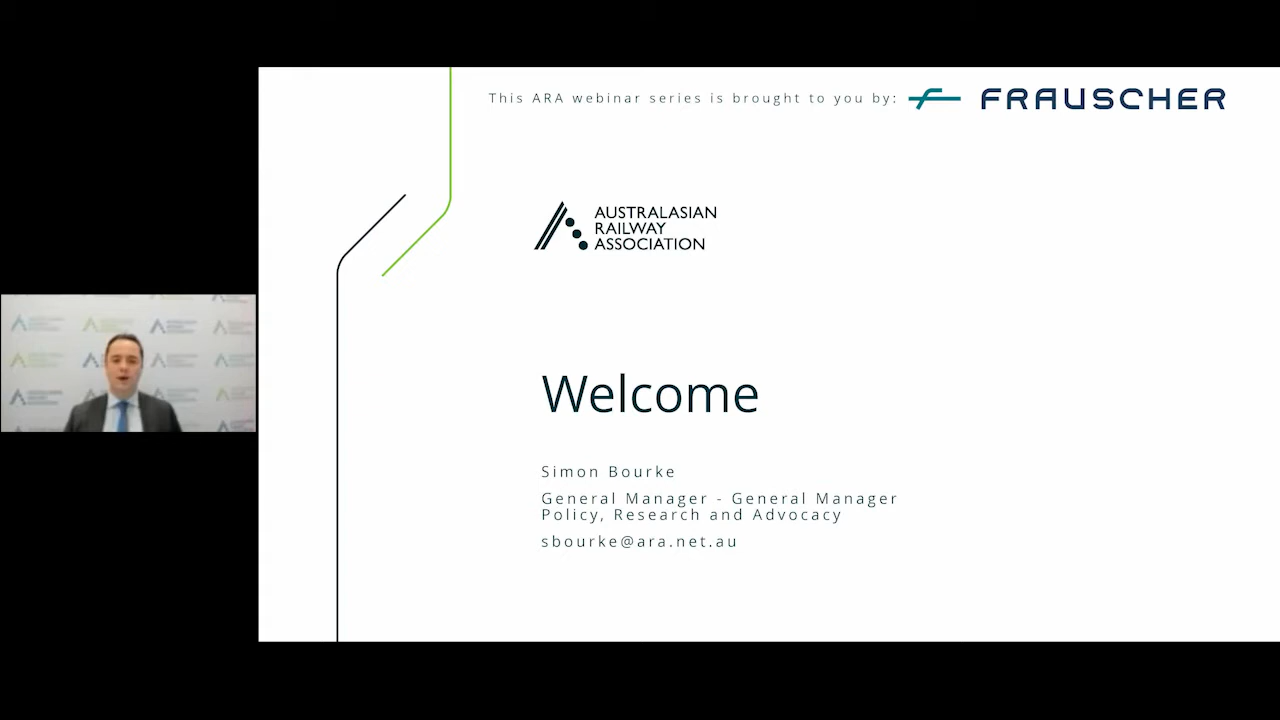 This ARA webinar series is brought to you by: FRAUSCHER
AUSTRALASIAN
RAILWAY
ASSOCIATION
Welcome
Simon Bourke
General Manager - General Manager
Policy, Research and Advocacy
sbourke@ara.net.au